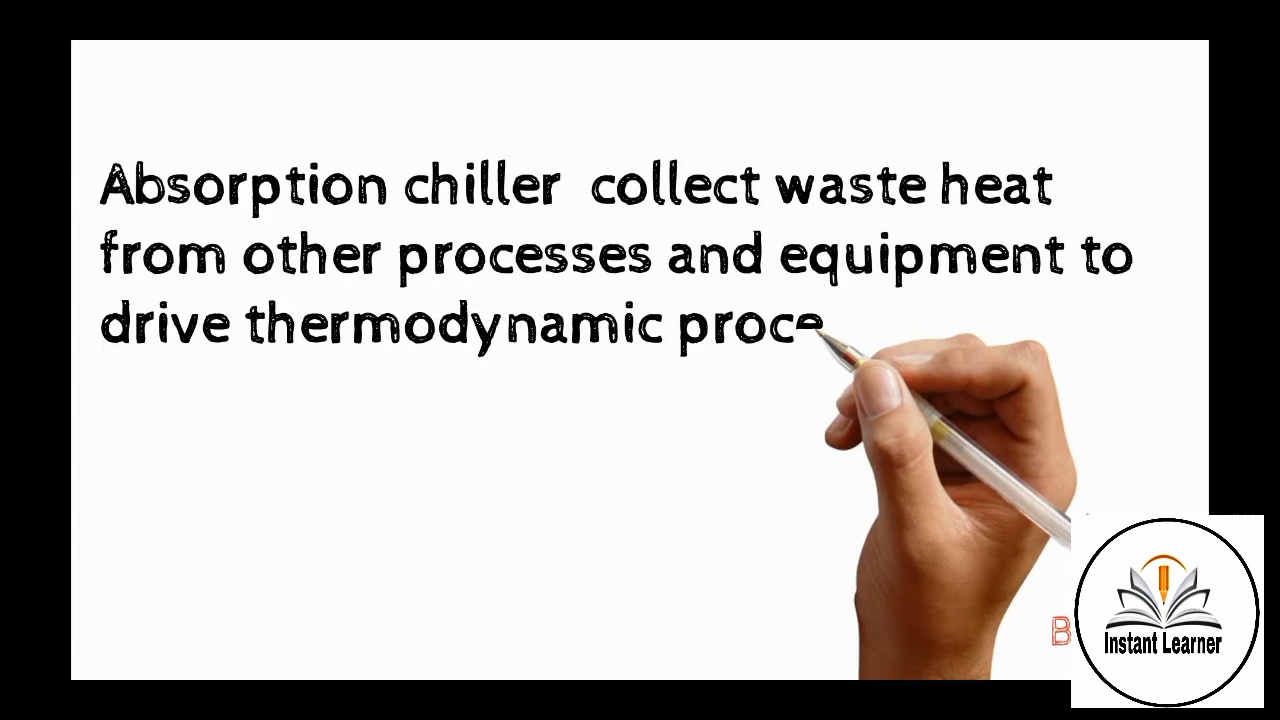 Absorption chiller collect waste heat
from other processes and equipment to
drive thermodynamic proce
B
Instant Learner